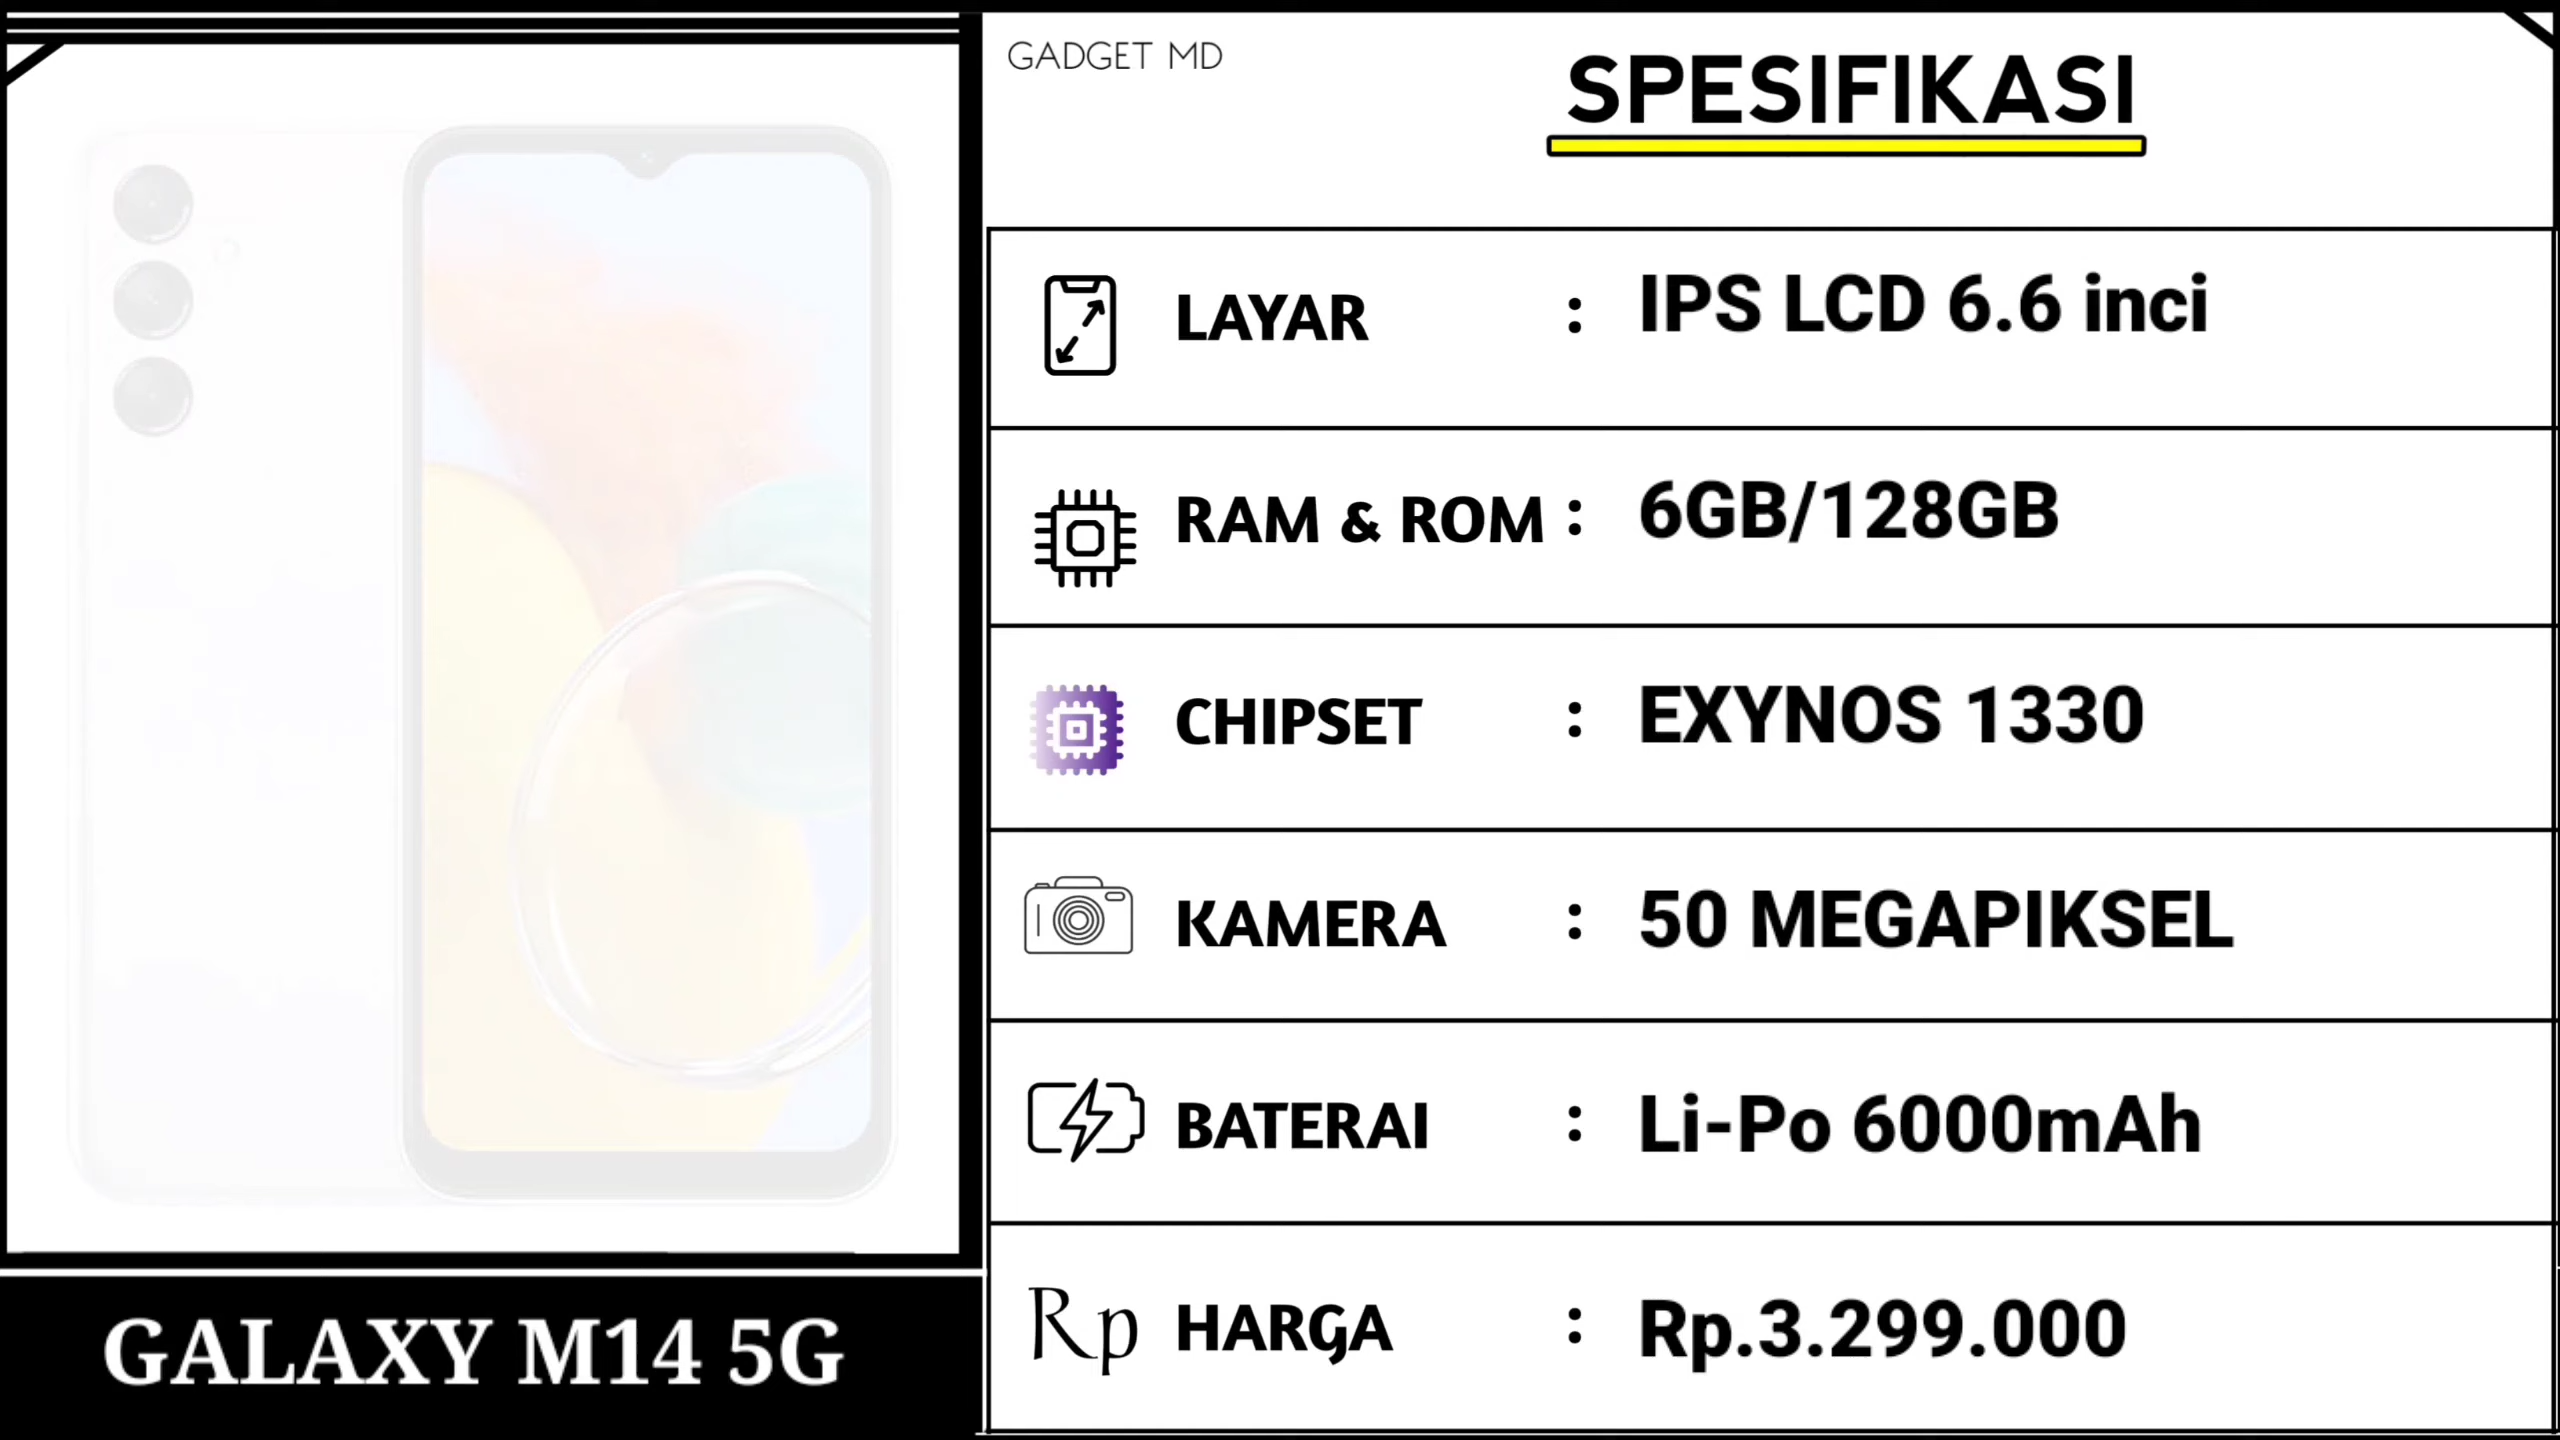 GADGET MD
SPESIFIKASI
LAYAR : IPS LCD 6.6 inci
RAM & ROM : 6GB/128GB
CHIPSET : EXYNOS 1330
KAMERA : 50 MEGAPIKSEL
BATERAI : Li-Po 6000mAh
Rp HARGA : Rp.3.299.000
GALAXY M14 5G